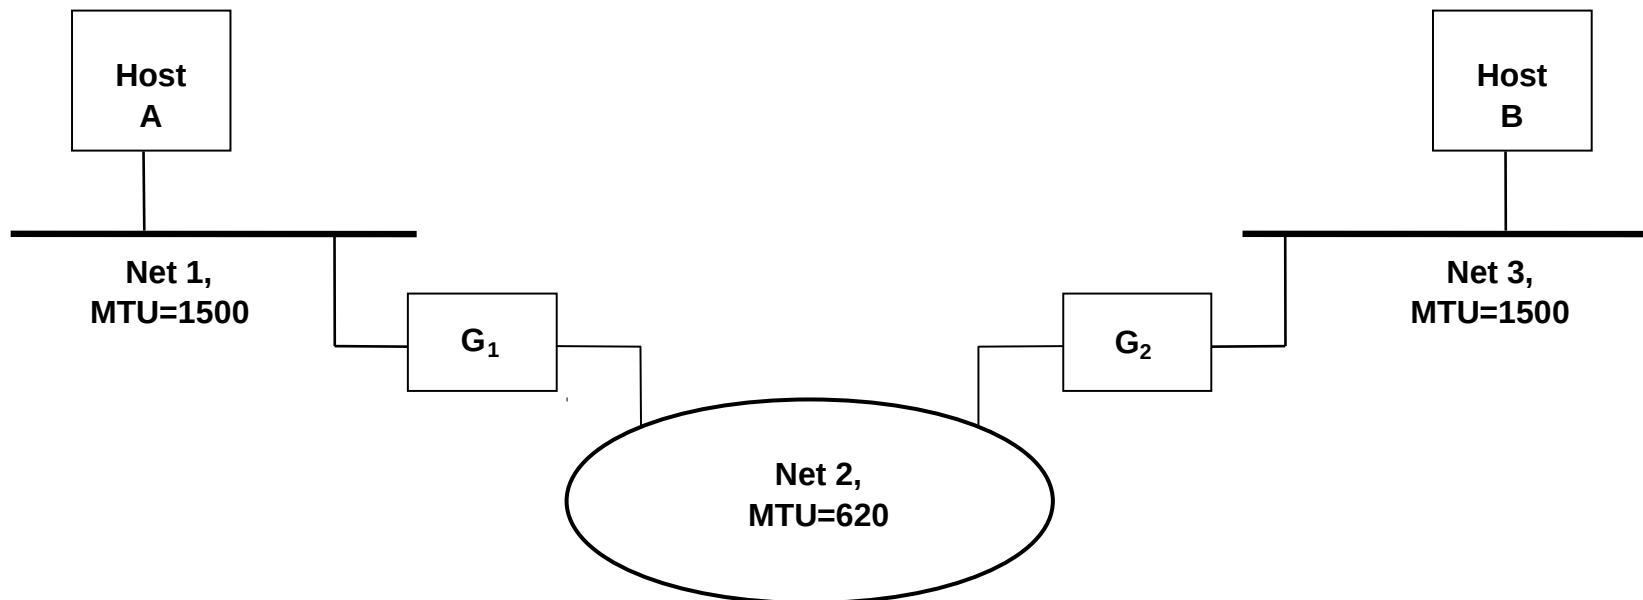 Host
A
Host
B
Net 1,
MTU=1500
G₁
G₂
Net 3,
MTU=1500
Net 2,
MTU=620